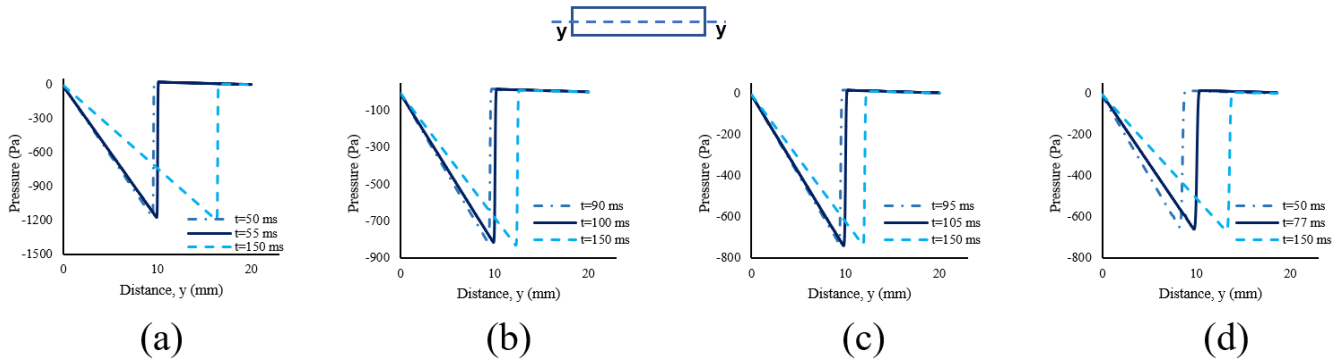 y y
0
-300
-600
-900
-1200
-1500
Pressure (Pa)
0 10 20
Distance, y (mm)
t=50 ms
t=55 ms
t=150 ms
(a)
-100
-300
-500
-700
-900
Pressure (Pa)
0 10 20
Distance, y (mm)
t=90 ms
t=100 ms
t=150 ms
(b)
0
-200
-400
-600
-800
Pressure (Pa)
0 10 20
Distance, y (mm)
t=95 ms
t=105 ms
t=150 ms
(c)
0
-200
-400
-600
-800
Pressure (Pa)
0 10 20
Distance, y (mm)
t=50 ms
t=77 ms
t=150 ms
(d)